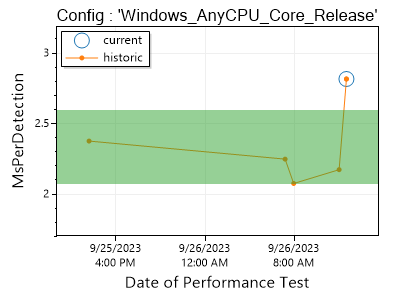 Config : 'Windows_AnyCPU_Core_Release'
current
historic
MsPerDetection
3
2.5
2
9/25/2023 9/26/2023 9/26/2023
4:00 PM 12:00 AM 8:00 AM
Date of Performance Test